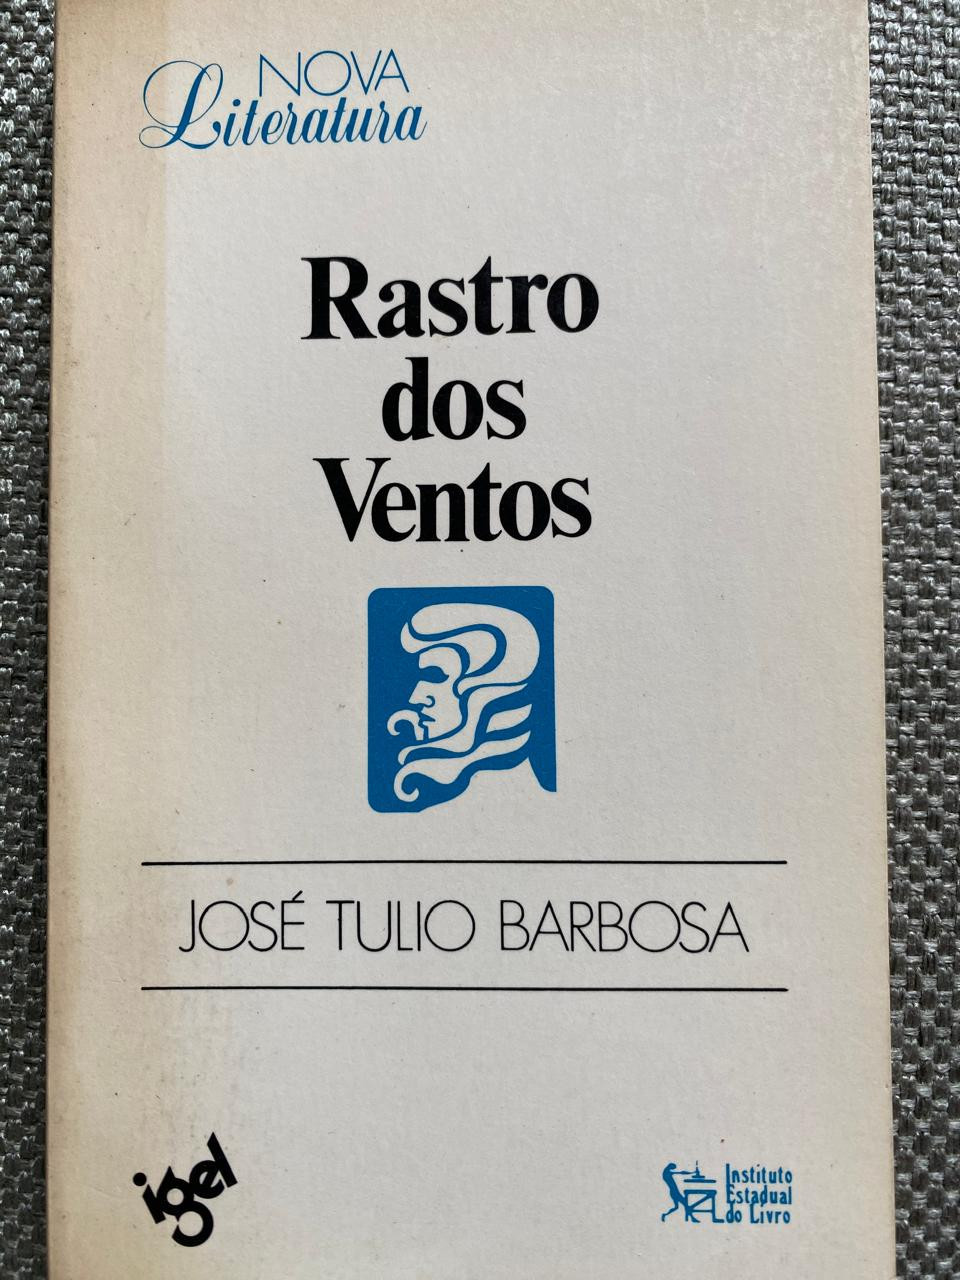 NOVA
Literatura
Rastro
dos
Ventos
JOSÉ TULIO BARBOSA
igel
Instituto
Estadual
do Livro